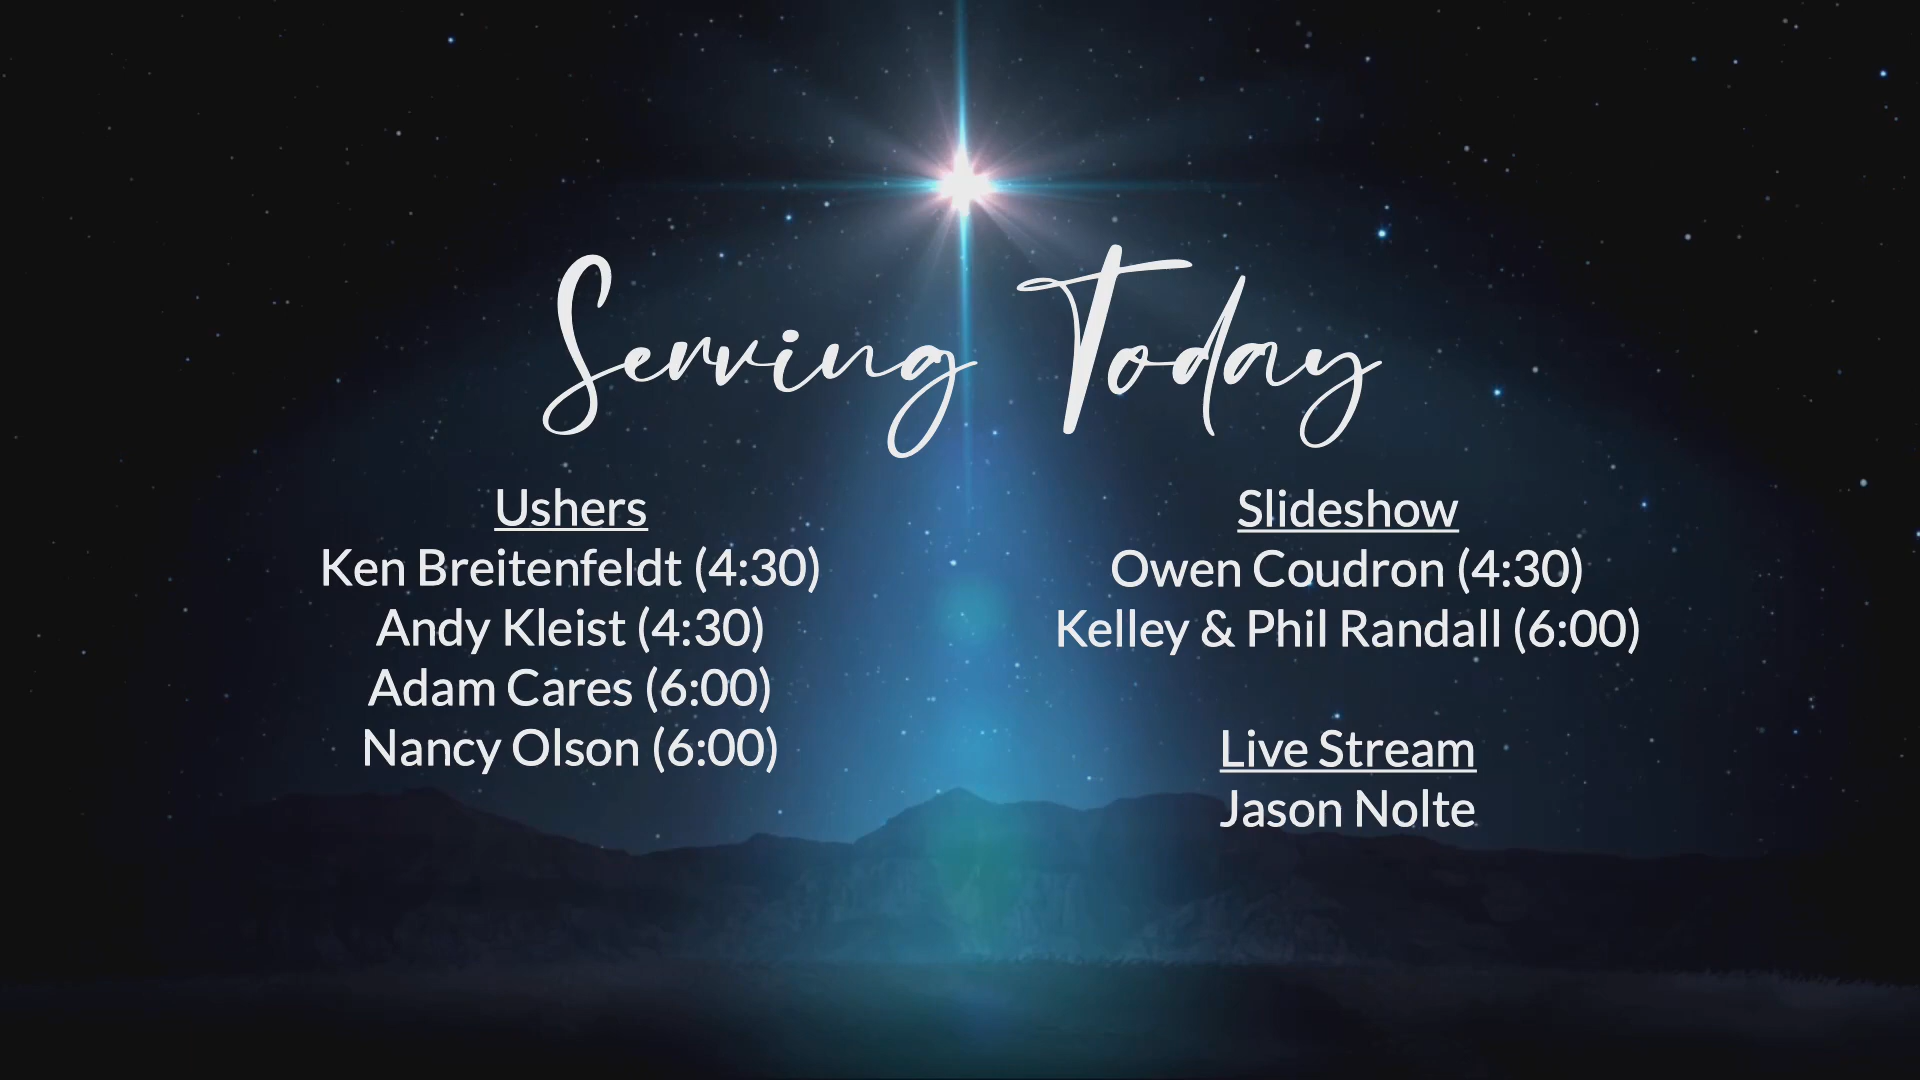 Serving Today
Ushers
Ken Breitenfeldt (4:30)
Andy Kleist (4:30)
Adam Cares (6:00)
Nancy Olson (6:00)
Slideshow
Owen Coudron (4:30)
Kelley & Phil Randall (6:00)
Live Stream
Jason Nolte